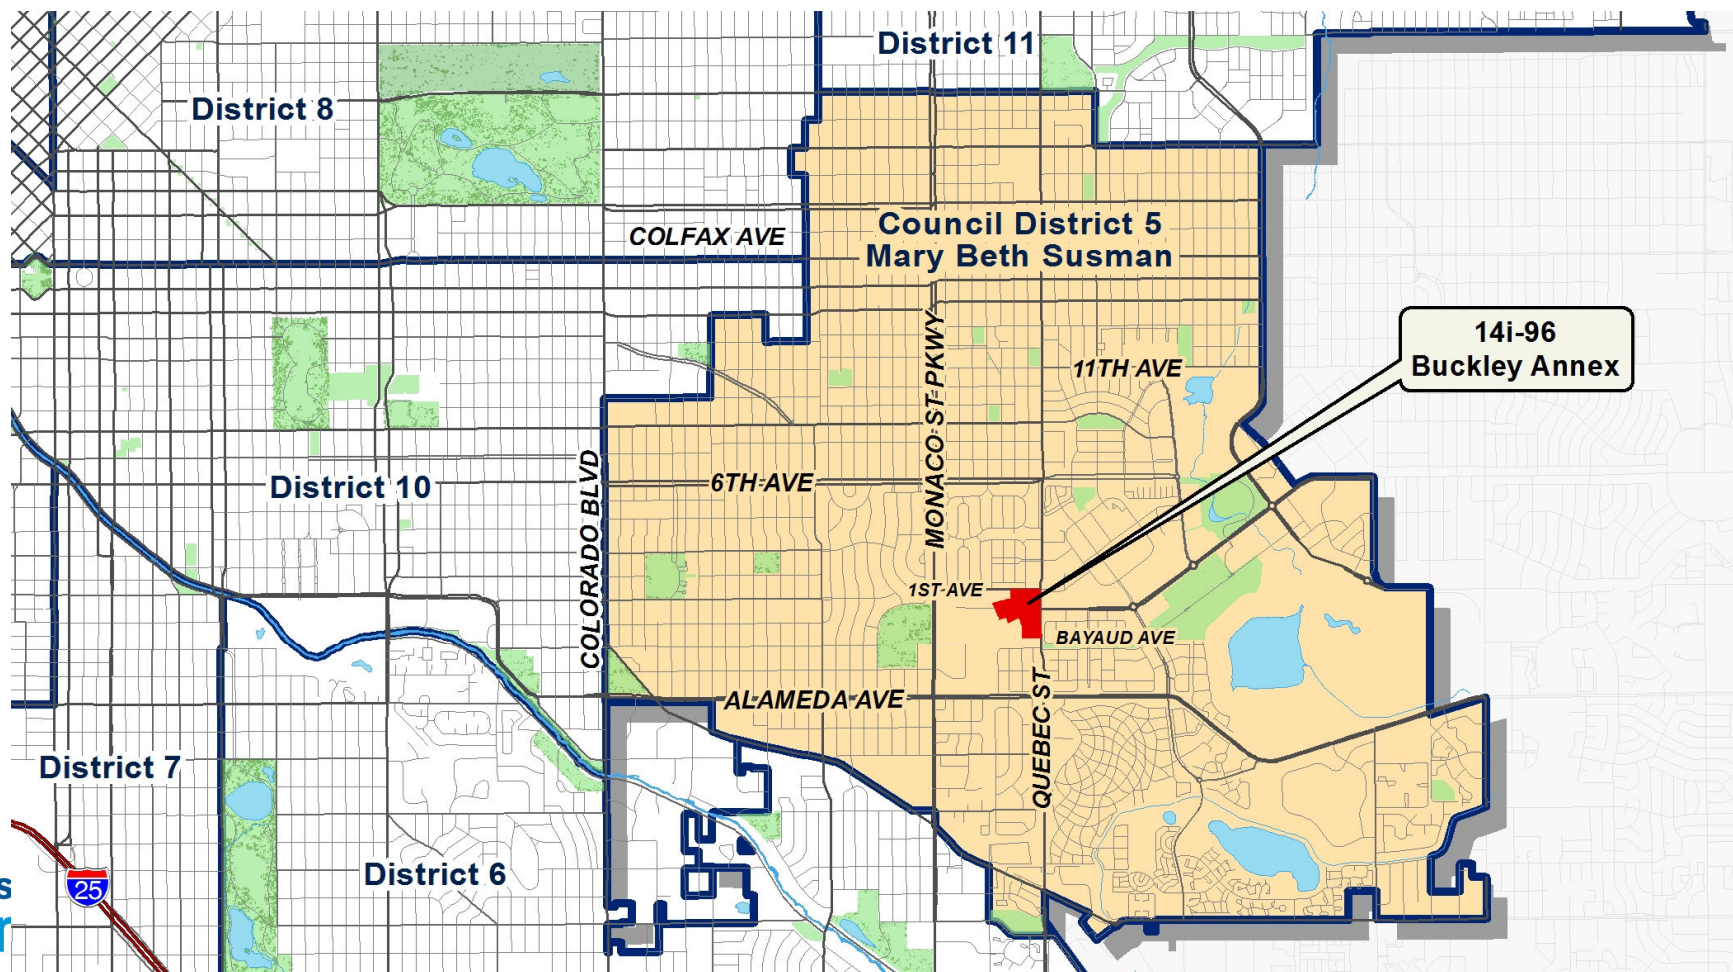 District 11
District 8
Council District 5
Mary Beth Susman
COLFAX AVE
14i-96
Buckley Annex
MONACO ST PKWY
11TH AVE
District 10
6TH AVE
COLORADO BLVD
1ST AVE
BAYAUD AVE
ALAMEDA AVE
QUEBEC ST
District 7
District 6
25
s
r